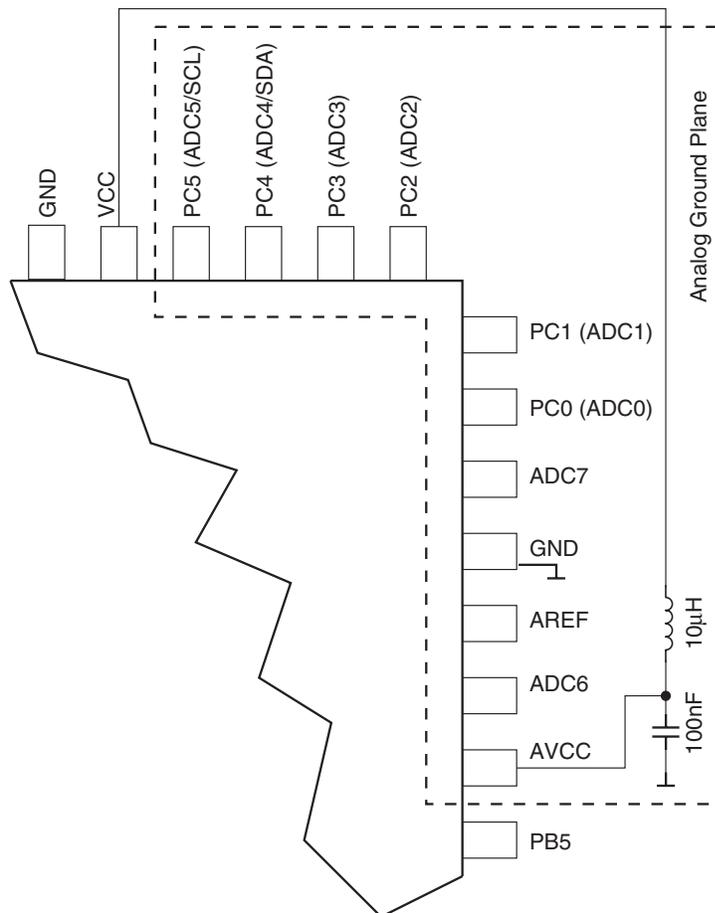 GND
VCC
PC5 (ADC5/SCL)
PC4 (ADC4/SDA)
PC3 (ADC3)
PC2 (ADC2)
Analog Ground Plane
PC1 (ADC1)
PC0 (ADC0)
ADC7
GND
AREF
10μH
ADC6
100nF
AVCC
PB5